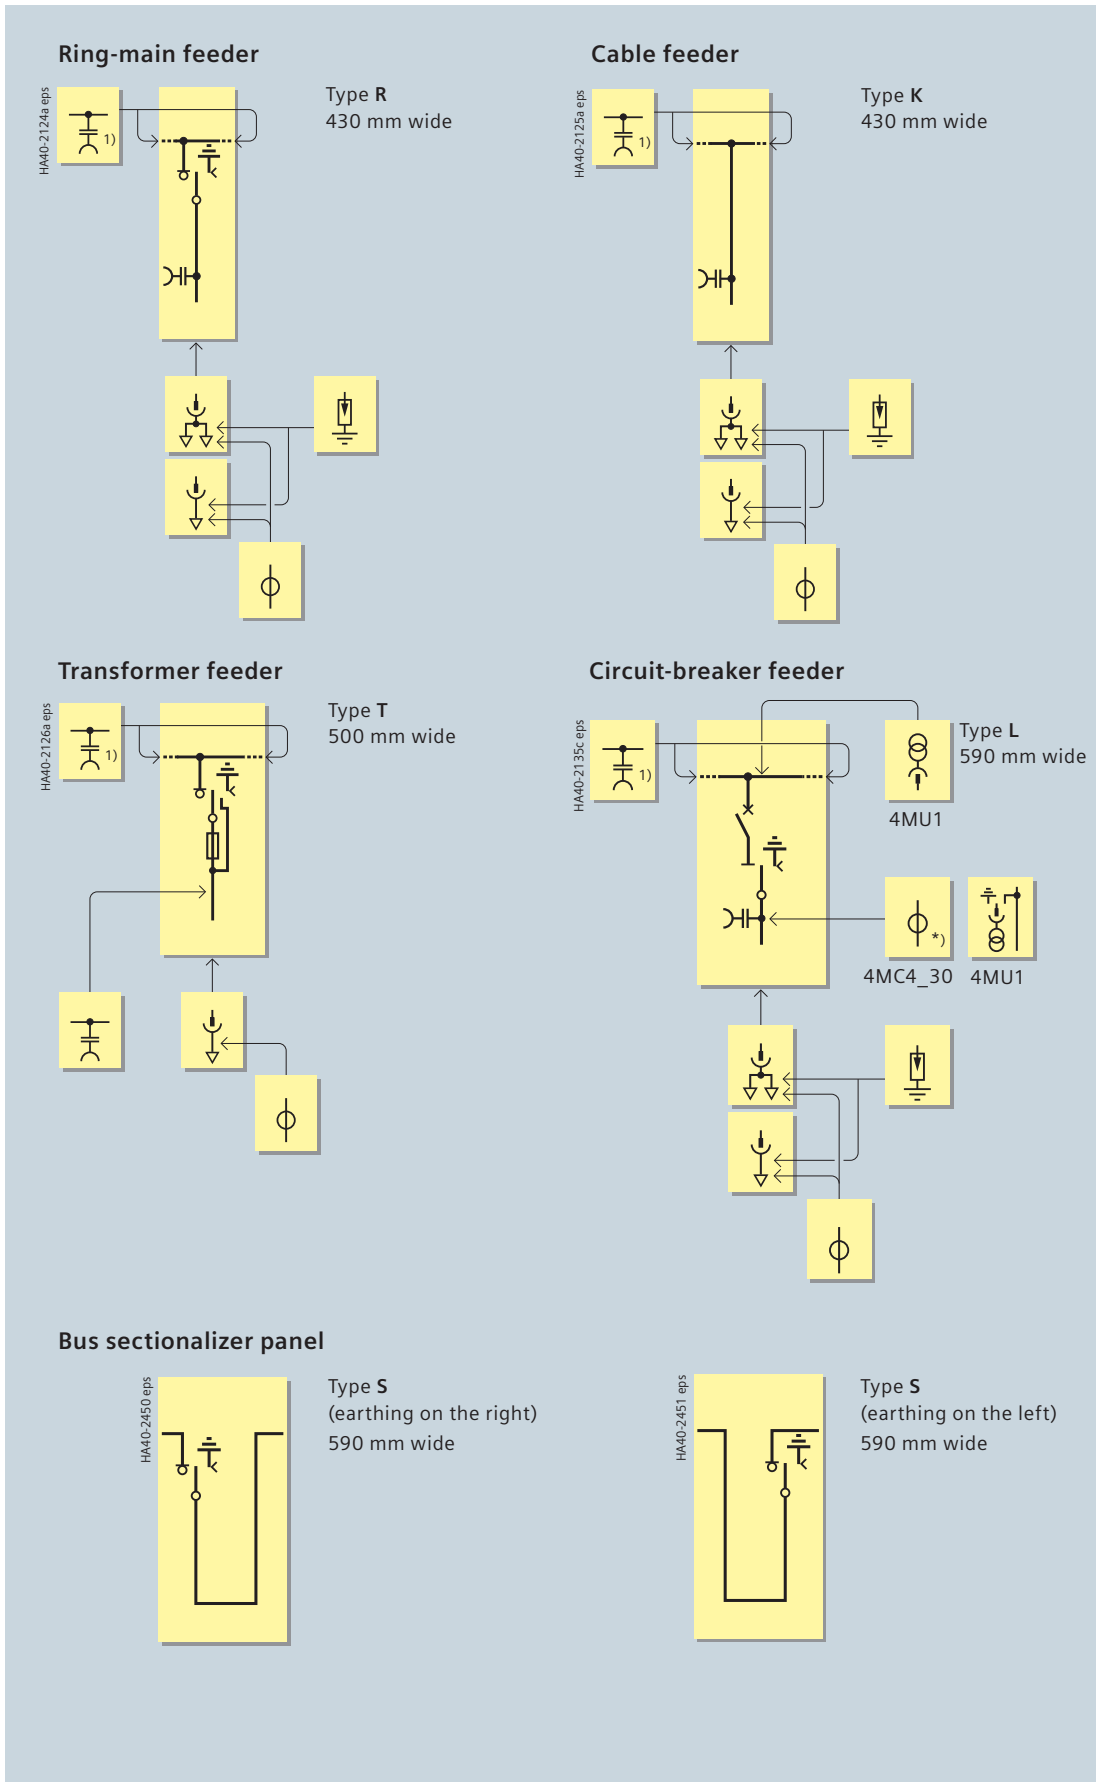 Ring-main feeder
HA40-2124a eps
1)
Type R
430 mm wide
Cable feeder
HA40-2125a eps
1)
Type K
430 mm wide
Transformer feeder
HA40-2126a eps
1)
Type T
500 mm wide
Circuit-breaker feeder
HA40-2135c eps
1)
Type L
590 mm wide
4MU1
*)
4MC4_30
4MU1
Bus sectionalizer panel
HA40-2450 eps
Type S
(earthing on the right)
590 mm wide
HA40-2451 eps
Type S
(earthing on the left)
590 mm wide